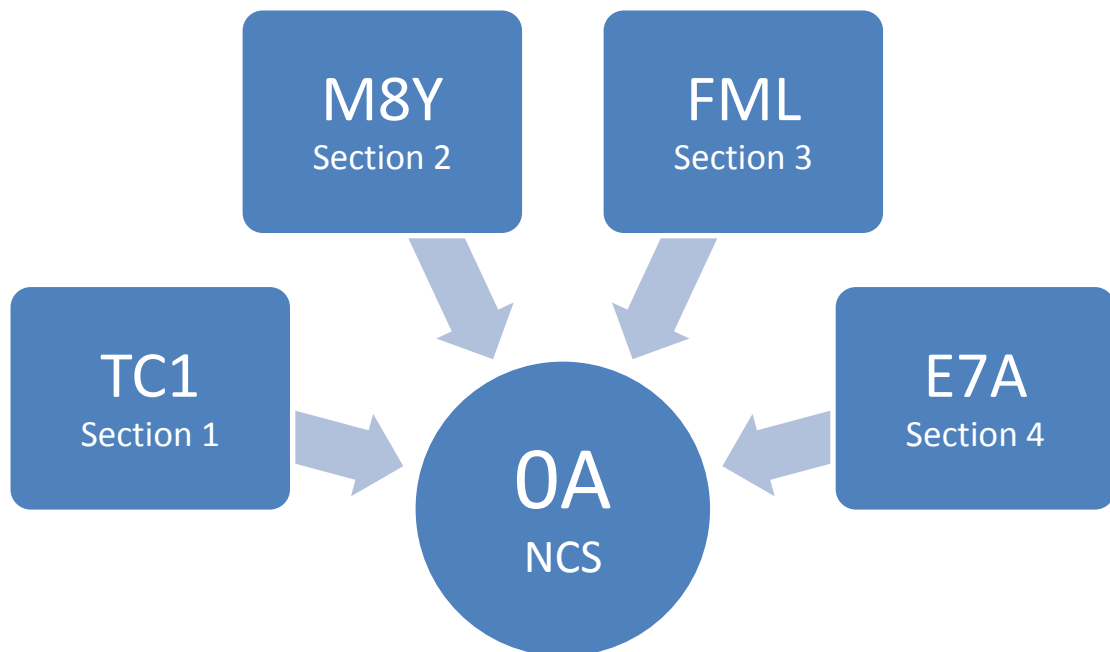 M8Y
Section 2
FML
Section 3
TC1
Section 1
E7A
Section 4
0A
NCS